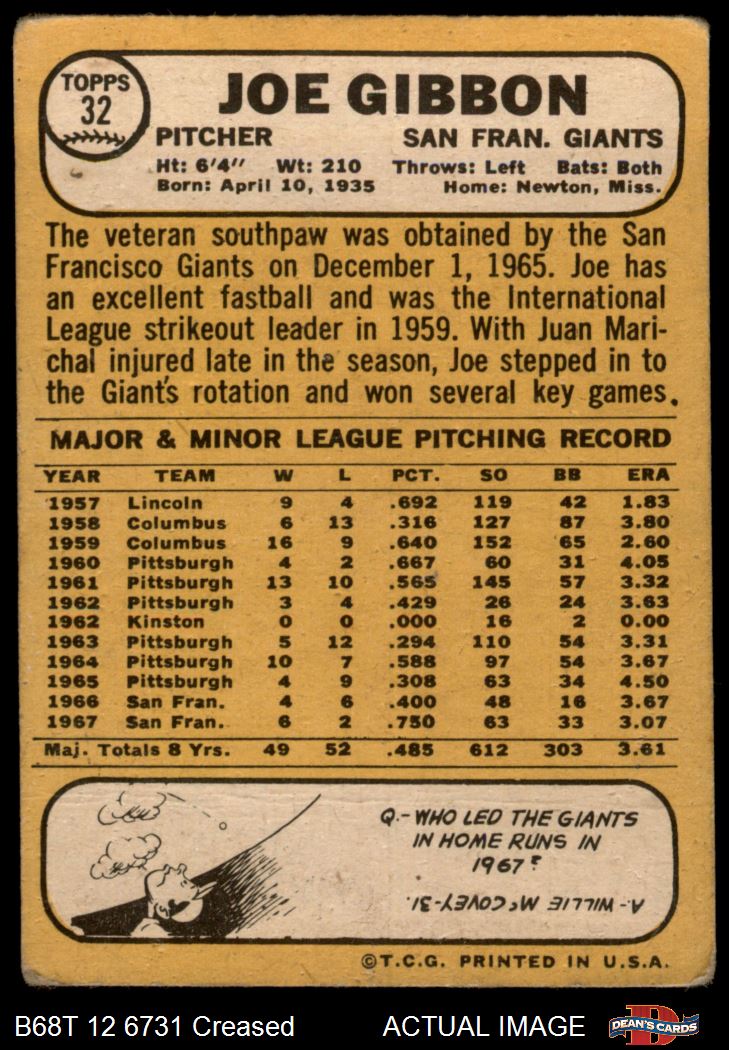 TOPPS
32
JOE GIBBON
PITCHER SAN FRAN. GIANTS
Ht: 6'4" Wt: 210 Throws: Left Bats: Both
Born: April 10, 1935 Home: Newton, Miss.
The veteran southpaw was obtained by the San
Francisco Giants on December 1, 1965. Joe has
an excellent fastball and was the International
League strikeout leader in 1959. With Juan Mari-
chal injured late in the season, Joe stepped in to
the Giant's rotation and won several key games.
MAJOR & MINOR LEAGUE PITCHING RECORD
YEAR TEAM W L PCT. SO BB ERA
1957 Lincoln 9 4 .692 119 42 1.83
1958 Columbus 6 13 .316 127 87 3.80
1959 Columbus 16 9 .640 152 65 2.60
1960 Pittsburgh 4 2 .667 60 31 4.05
1961 Pittsburgh 13 10 .565 145 57 3.32
1962 Pittsburgh 3 4 .429 26 24 3.63
1962 Kinston 0 0 .000 16 2 0.00
1963 Pittsburgh 5 12 .294 110 54 3.31
1964 Pittsburgh 10 7 .588 97 54 3.67
1965 Pittsburgh 4 9 .308 63 34 4.50
1966 San Fran. 4 6 .400 48 16 3.67
1967 San Fran. 6 2 .750 63 33 3.07
Maj. Totals 8 Yrs. 49 52 .485 612 303 3.61
Q.-WHO LED THE GIANTS
IN HOME RUNS IN
1967?
A.-WILLIE McCOVEY-31.
©T.C.G. PRINTED IN U.S.A.
B68T 12 6731 Creased ACTUAL IMAGE
DEAN'S CARDS